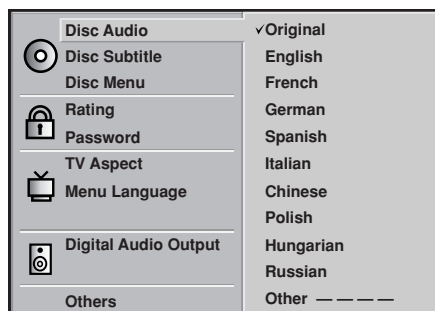 Disc Audio
Disc Subtitle
Disc Menu
Rating
Password
TV Aspect
Menu Language
Digital Audio Output
Others
✓Original
English
French
German
Spanish
Italian
Chinese
Polish
Hungarian
Russian
Other — — — —